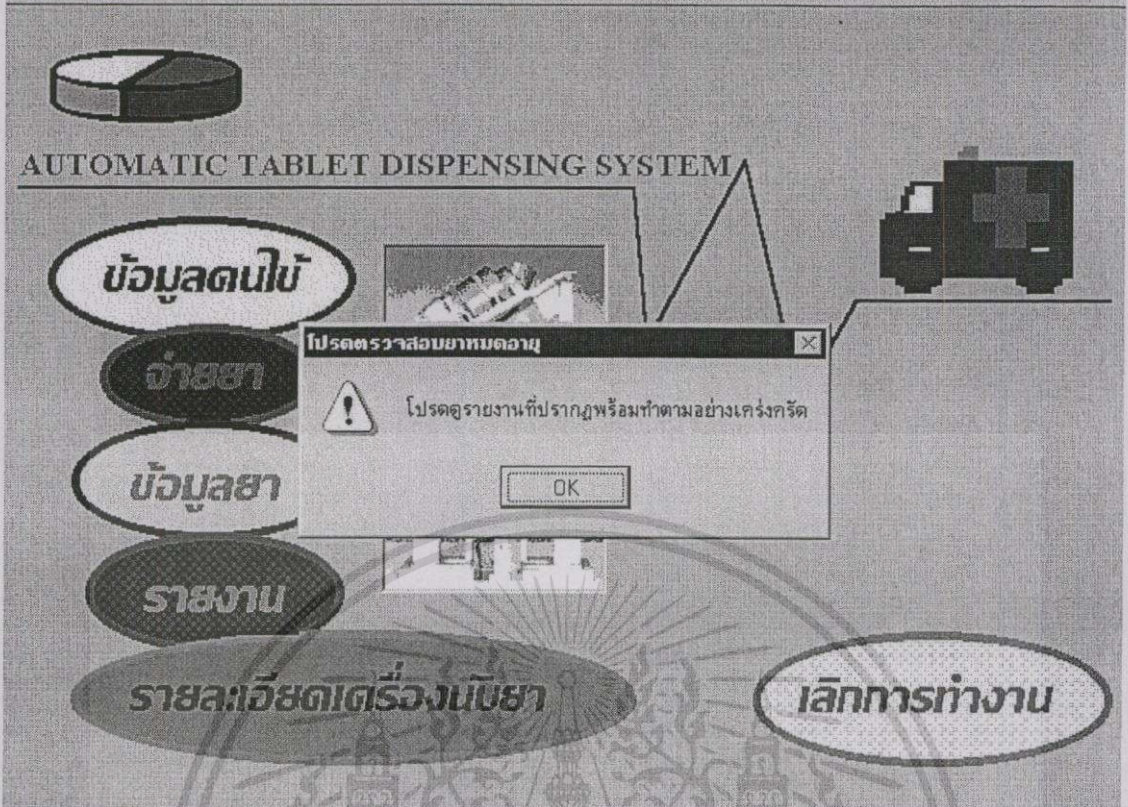 AUTOMATIC TABLET DISPENSING SYSTEM
ข้อมูลคนไข้
จ่ายยา
ข้อมูลยา
รายงาน
รายละเอียดเครื่องนับยา
เลิกการทำงาน
โปรดตรวจสอบยาหมดอายุ
โปรดดูรายงานที่ปรากฎพร้อมทำตามอย่างเคร่งครัด
OK